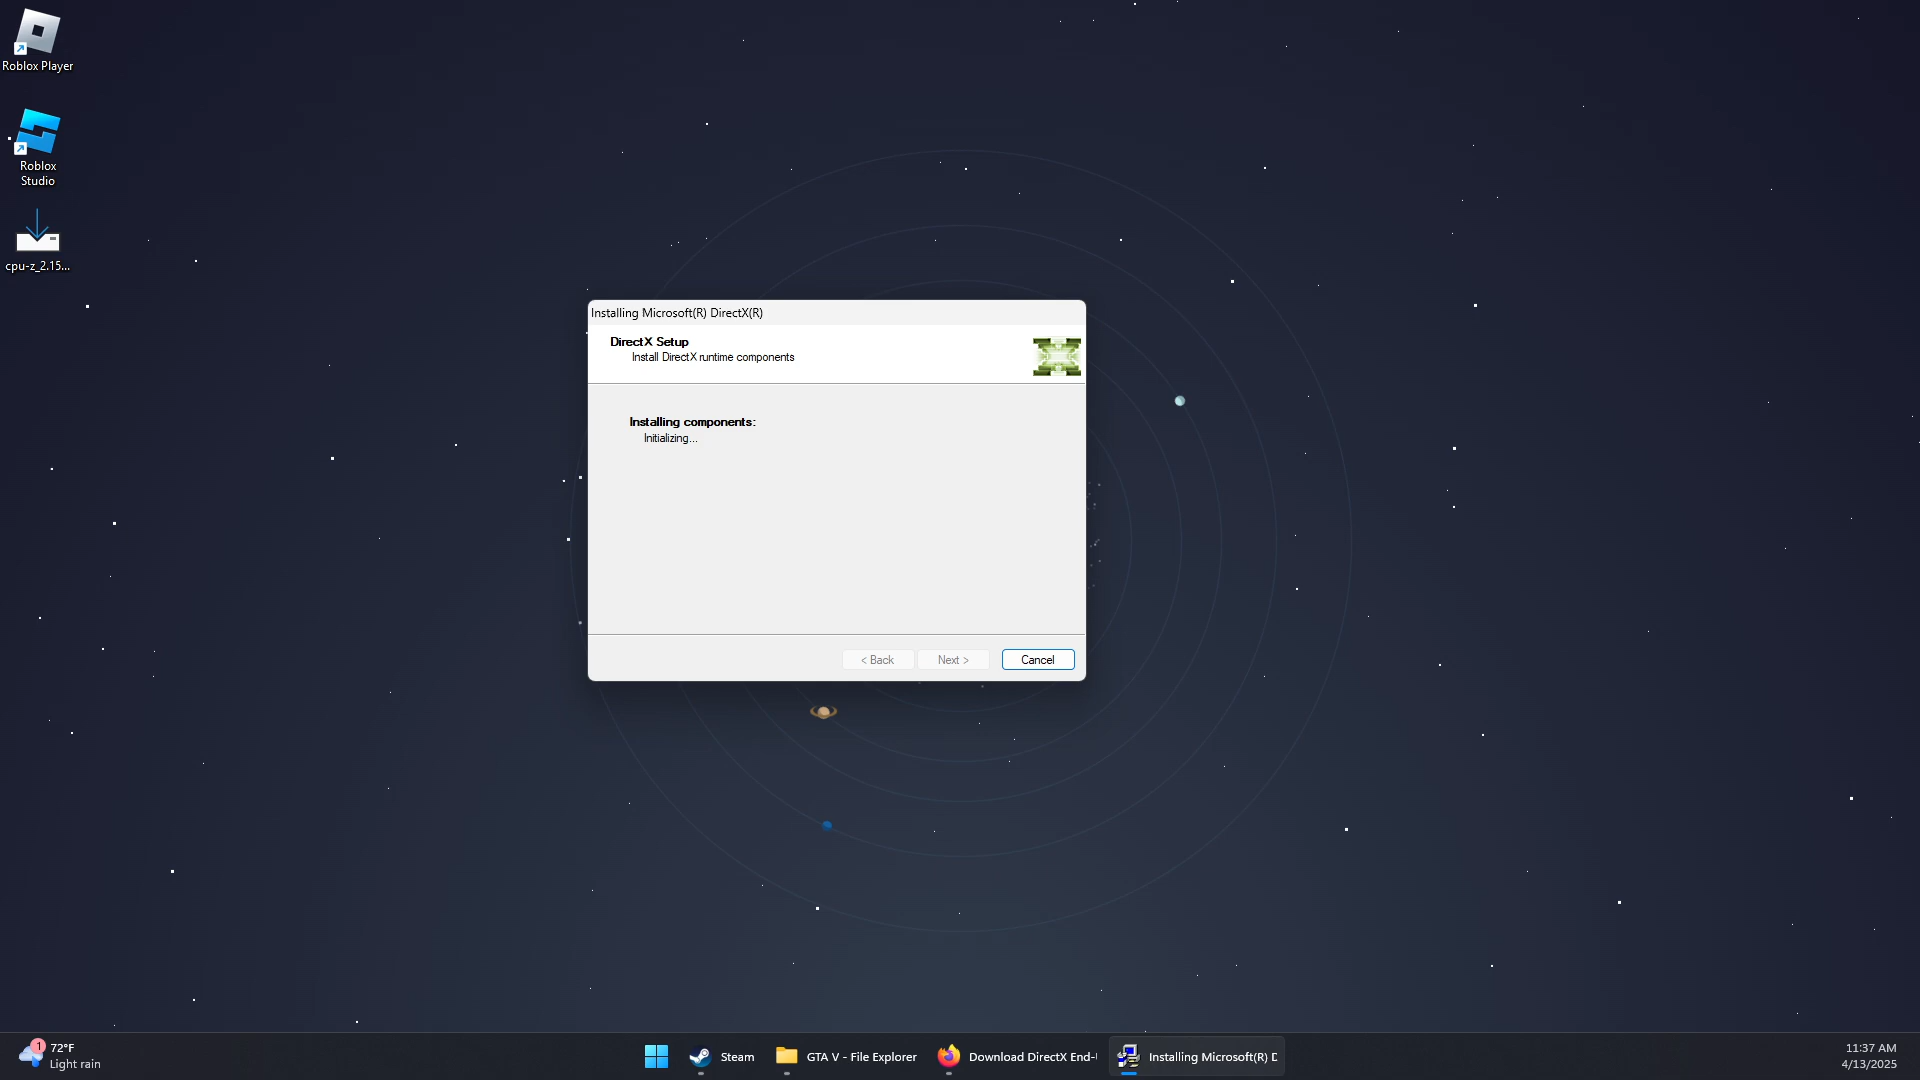 Roblox Player
Roblox
Studio
cpu-z_2.15...
Installing Microsoft(R) DirectX(R)
DirectX Setup
Install DirectX runtime components
Installing components:
Initializing...
< Back
Next >
Cancel
1
72°F
Light rain
Steam
GTA V - File Explorer
Download DirectX End-
Installing Microsoft(R) D
11:37 AM
4/13/2025